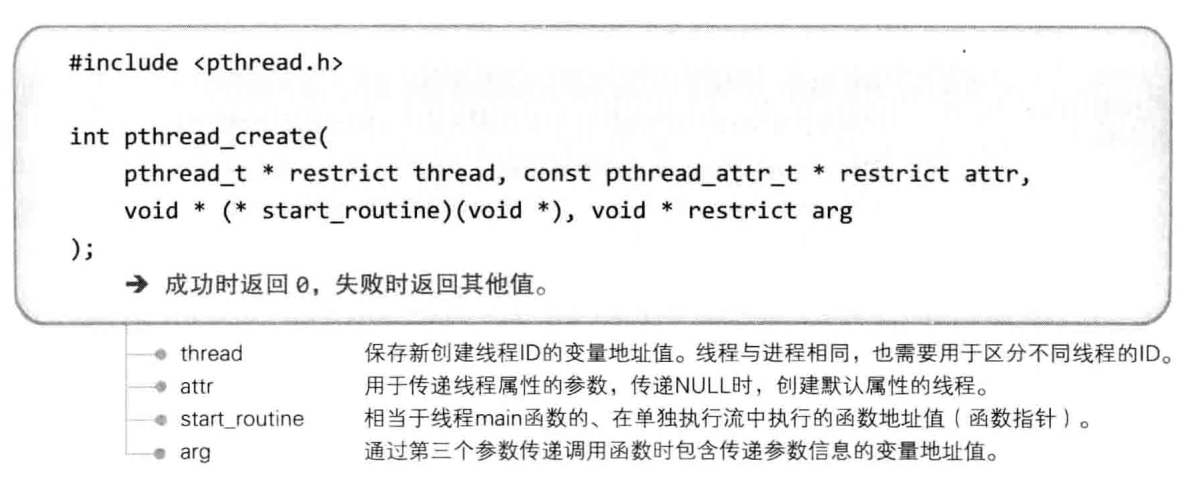 #include <pthread.h>
int pthread_create(
pthread_t * restrict thread, const pthread_attr_t * restrict attr,
void * (* start_routine)(void *), void * restrict arg
);
➔ 成功时返回 0，失败时返回其他值。
thread 保存新创建线程ID的变量地址值。线程与进程相同，也需要用于区分不同线程的ID。
attr 用于传递线程属性的参数，传递NULL时，创建默认属性的线程。
start_routine 相当于线程main函数的、在单独执行流中执行的函数地址值（函数指针）。
arg 通过第三个参数传递调用函数时包含传递参数信息的变量地址值。